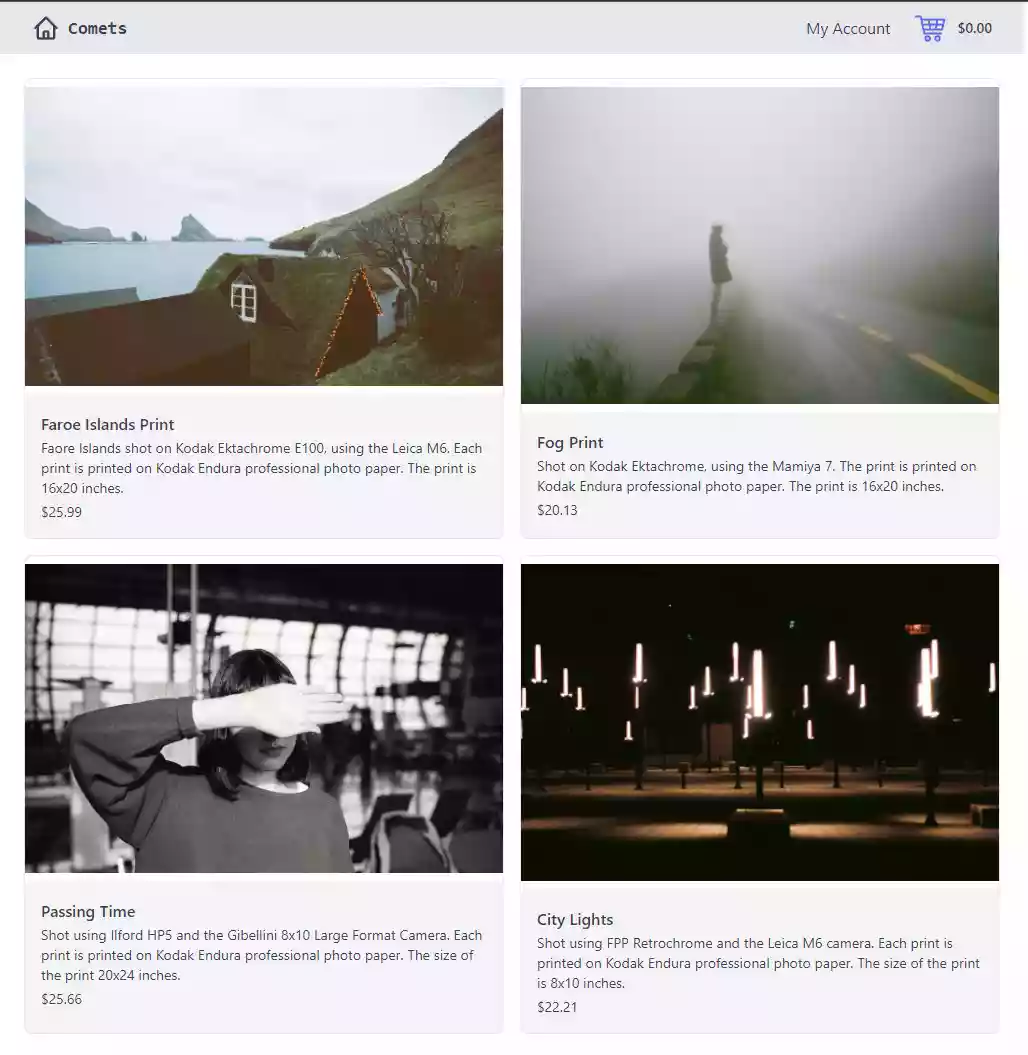 Comets
My Account
$0.00
Faroe Islands Print
Faore Islands shot on Kodak Ektachrome E100, using the Leica M6. Each
print is printed on Kodak Endura professional photo paper. The print is
16x20 inches.
$25.99
Fog Print
Shot on Kodak Ektachrome, using the Mamiya 7. The print is printed on
Kodak Endura professional photo paper. The print is 16x20 inches.
$20.13
Passing Time
Shot using Ilford HP5 and the Gibellini 8x10 Large Format Camera. Each
print is printed on Kodak Endura professional photo paper. The size of
the print 20x24 inches.
$25.66
City Lights
Shot using FPP Retrochrome and the Leica M6 camera. Each print is
printed on Kodak Endura professional photo paper. The size of the print
is 8x10 inches.
$22.21